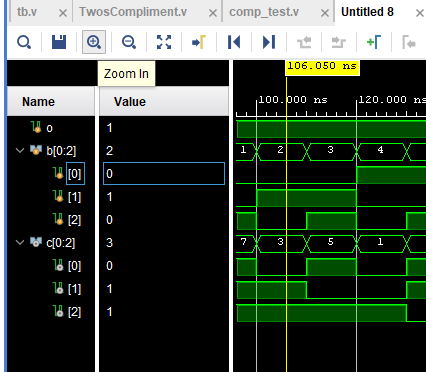 tb.v × TwosCompliment.v × comp_test.v × Untitled 8
Zoom In
106.050 ns
Name Value
100.000 ns 120.000 ns
o 1
b[0:2] 2 1 2 3 4
[0] 0
[1] 1
[2] 0
c[0:2] 3 7 3 5 1
[0] 0
[1] 1
[2] 1